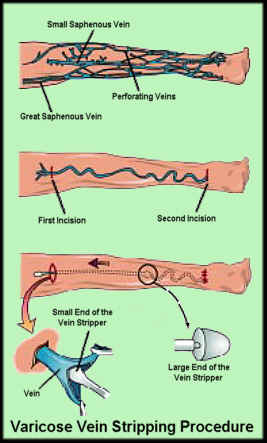 Small Saphenous Vein
Perforating Veins
Great Saphenous Vein
First Incision
Second Incision
Small End of the
Vein Stripper
Vein
Large End of the
Vein Stripper
Varicose Vein Stripping Procedure